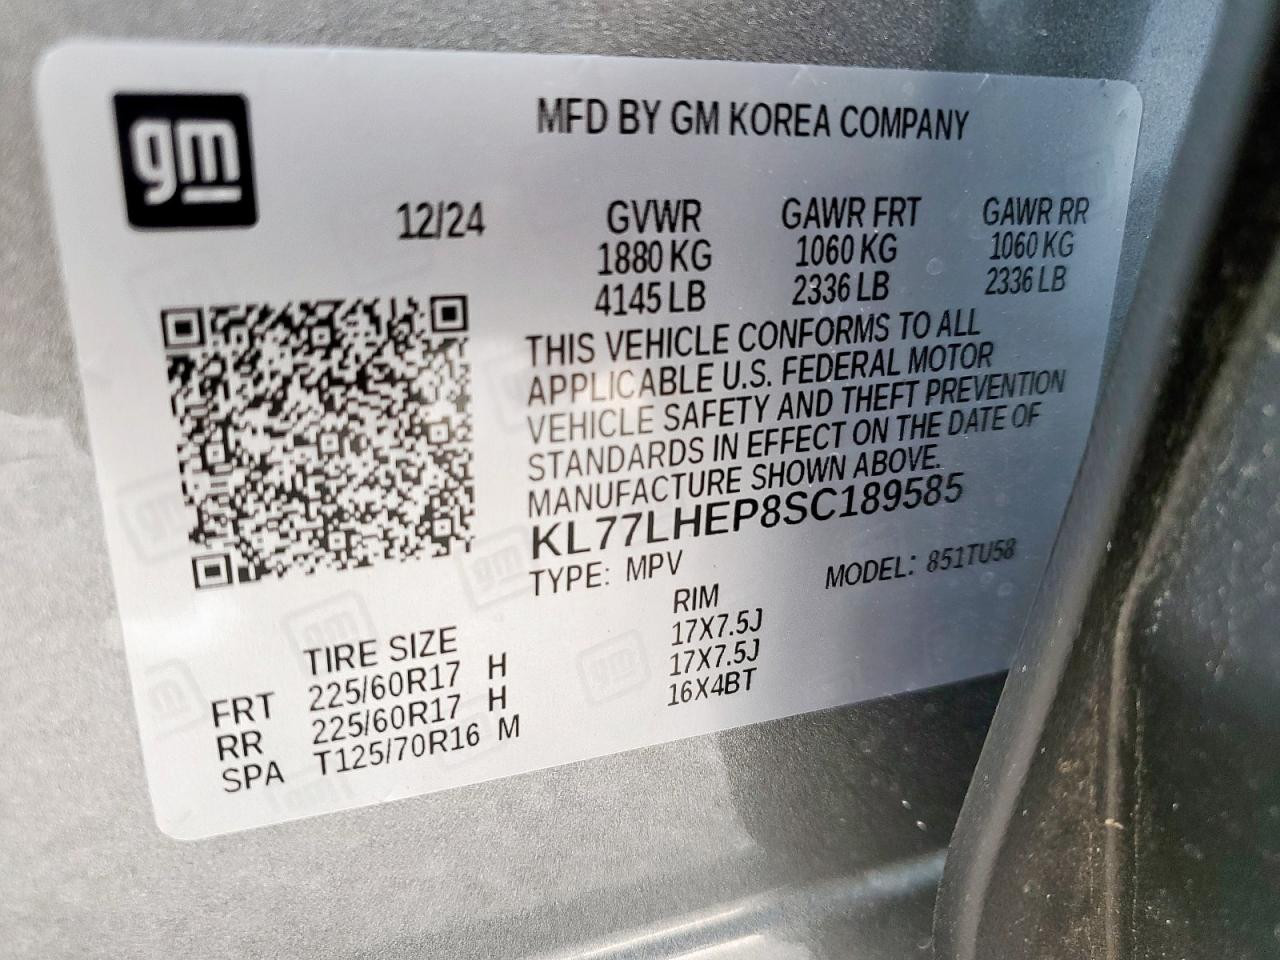 gm
MFD BY GM KOREA COMPANY
12/24
GVWR GAWR FRT GAWR RR
1880 KG 1060 KG 1060 KG
4145 LB 2336 LB 2336 LB
THIS VEHICLE CONFORMS TO ALL
APPLICABLE U.S. FEDERAL MOTOR
VEHICLE SAFETY AND THEFT PREVENTION
STANDARDS IN EFFECT ON THE DATE OF
MANUFACTURE SHOWN ABOVE.
KL77LHEP8SC189585
TYPE: MPV MODEL: 851TU58
TIRE SIZE RIM
FRT 225/60R17 H 17X7.5J
RR 225/60R17 H 17X7.5J
SPA T125/70R16 M 16X4BT